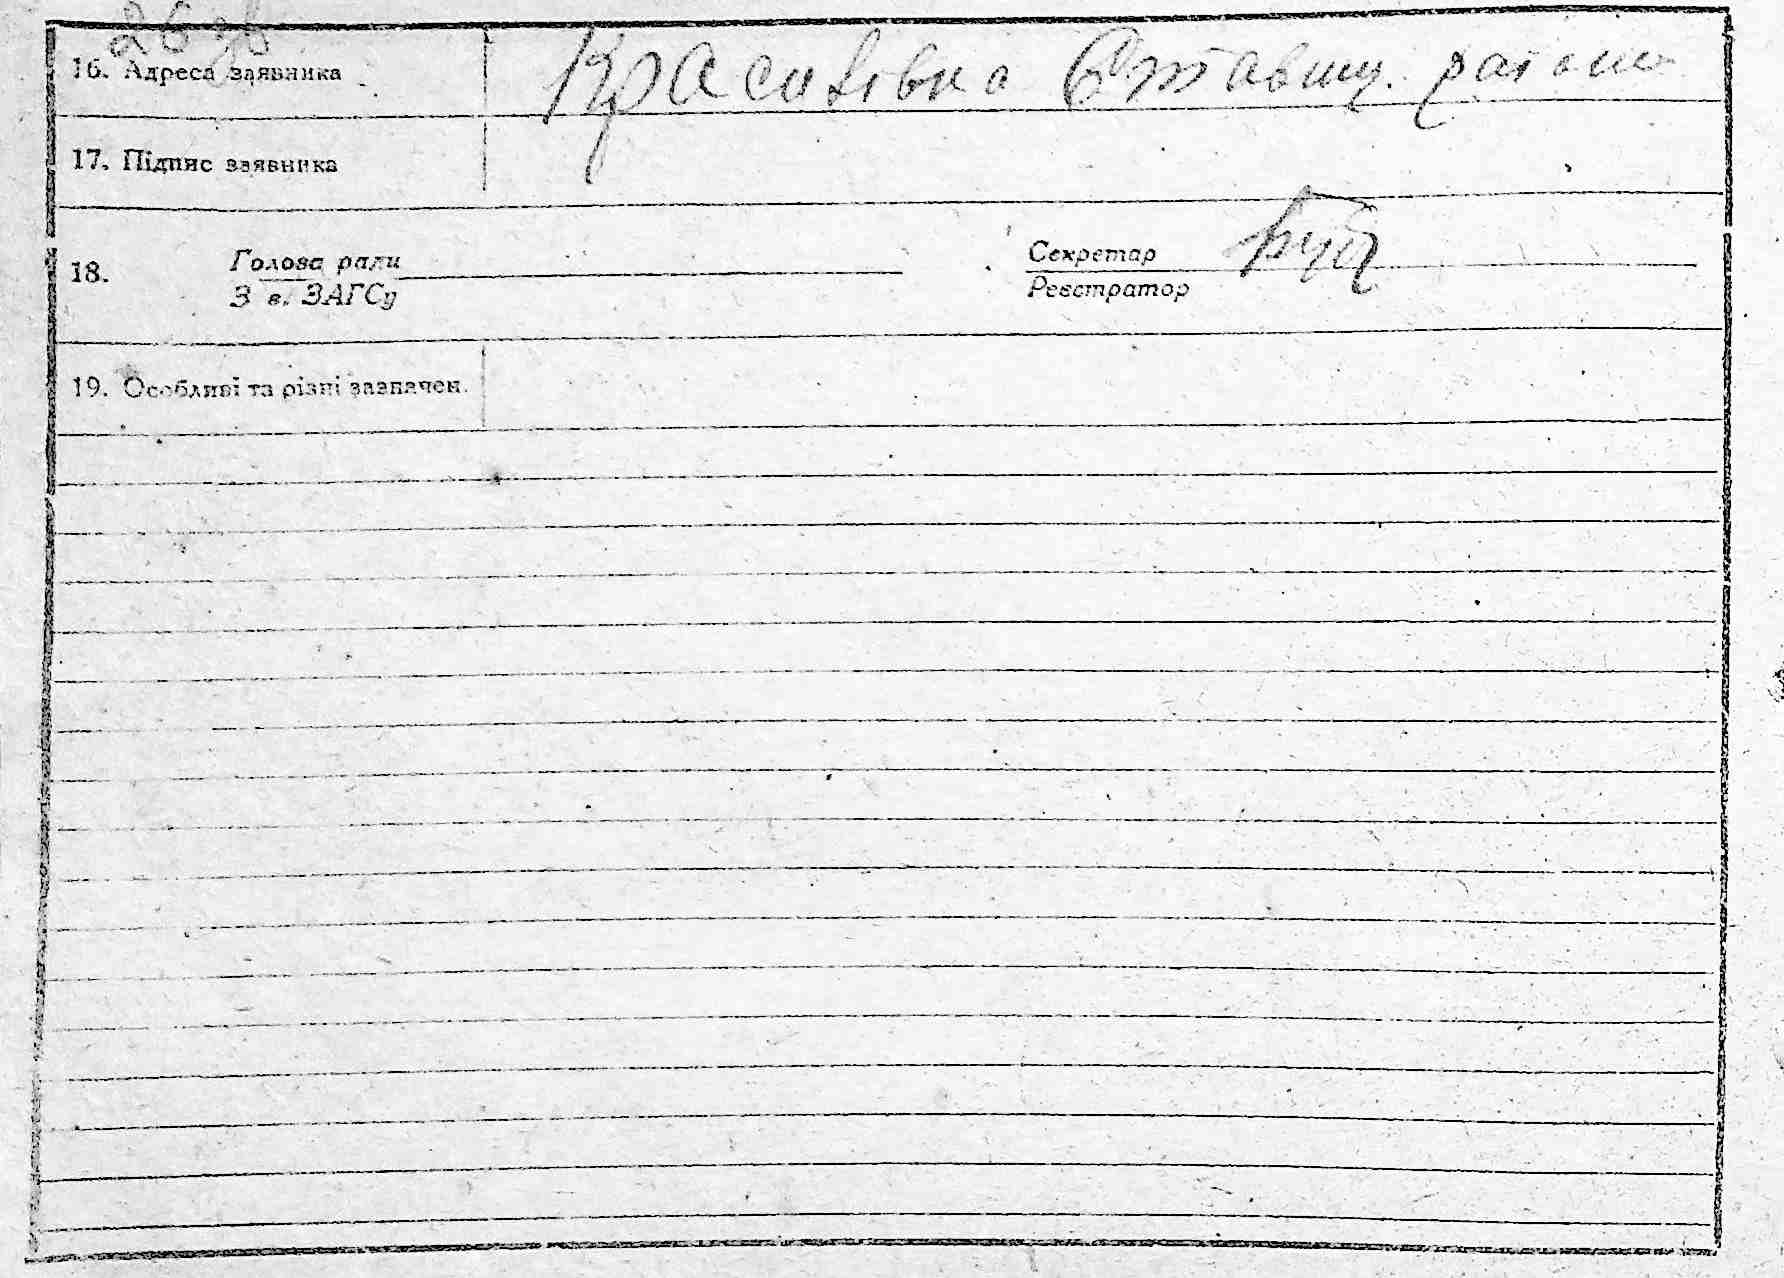 16. Адреса заявника Красилівка Ставищ. району
17. Підпис заявника
18. Голова ради Секретар
З в. ЗАГСу Реєстратор
19. Особливі та різні зазначен.